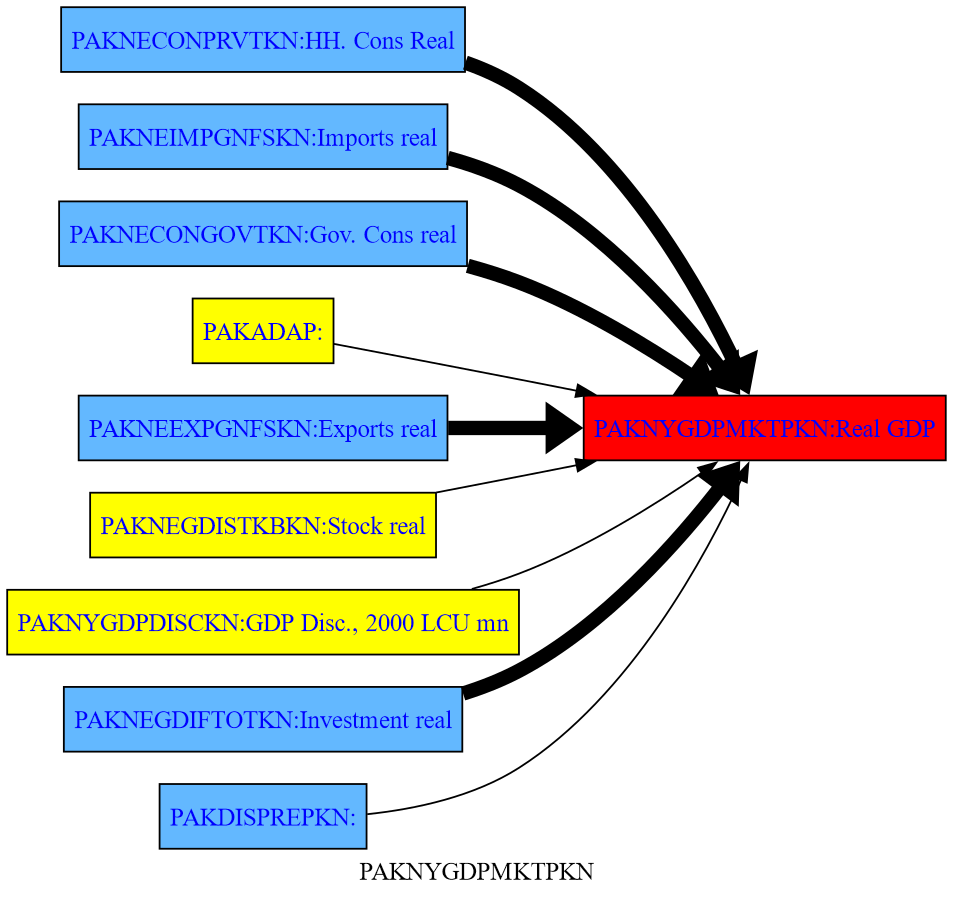 PAKNECONPRVTKN:HH. Cons Real
PAKNEIMPGNFSKN:Imports real
PAKNECONGOVTKN:Gov. Cons real
PAKADAP:
PAKNEEXPGNFSKN:Exports real
PAKNYGDPMKTPKN:Real GDP
PAKNEGDISTKBKN:Stock real
PAKNYGDPDISCKN:GDP Disc., 2000 LCU mn
PAKNEGDIFTOTKN:Investment real
PAKDISPREPKN:
PAKNYGDPMKTPKN